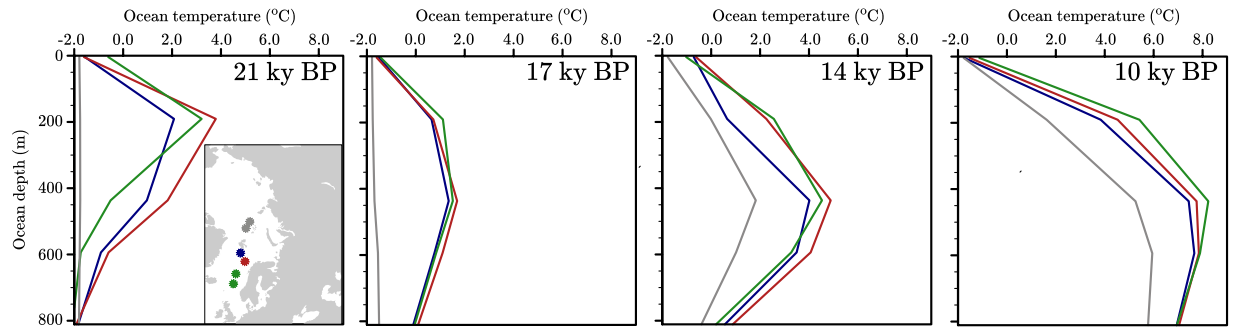 Ocean temperature (°C) Ocean temperature (°C) Ocean temperature (°C) Ocean temperature (°C)
-2.0 0.0 2.0 4.0 6.0 8.0 -2.0 0.0 2.0 4.0 6.0 8.0 -2.0 0.0 2.0 4.0 6.0 8.0 -2.0 0.0 2.0 4.0 6.0 8.0
0
21 ky BP 17 ky BP 14 ky BP 10 ky BP
200
400
600
800
Ocean depth (m)